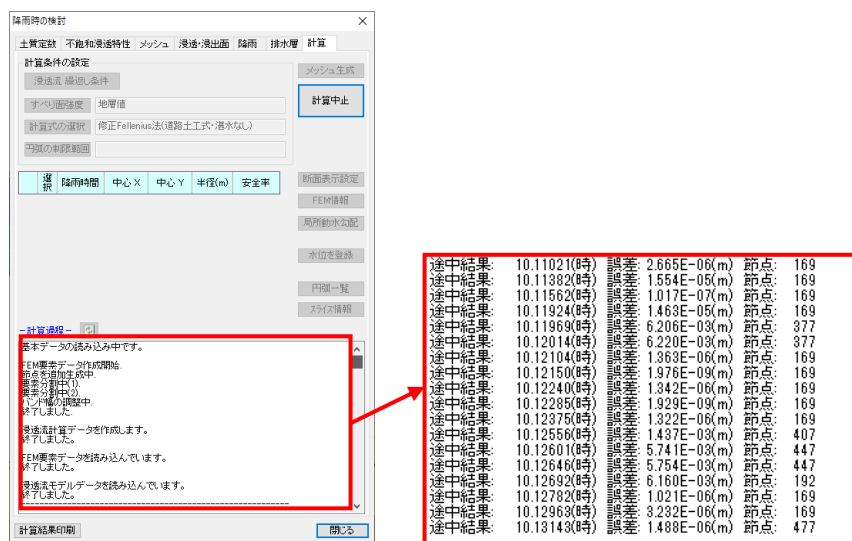 降雨時の検討
土質定数 不飽和浸透特性 メッシュ 浸透・浸出面 降雨 排水層 計算
計算条件の設定
浸透流 繰返し条件
メッシュ生成
すべり面強度 地層値
計算中止
計算式の選択 修正Fellenius法(道路土工式・湛水なし)
円弧の制限範囲
選択 降雨時間 中心 X 中心 Y 半径(m) 安全率
断面表示設定
FEM情報
局所動水勾配
水位を登録
円弧一覧
スライス情報
－計算過程－
基本データの読み込み中です。
FEM要素データ作成開始.
節点を追加生成中.
要素分割中(1).
要素分割中(2).
バンド幅の調整中.
終了しました.
浸透流計算データを作成します。
終了しました。
FEM要素データを読み込んでいます。
終了しました。
浸透流モデルデータを読み込んでいます。
終了しました。
計算結果印刷 閉じる
途中結果: 10.11021(時) 誤差: 2.665E-06(m) 節点: 169
途中結果: 10.11382(時) 誤差: 1.554E-05(m) 節点: 169
途中結果: 10.11562(時) 誤差: 1.017E-07(m) 節点: 169
途中結果: 10.11924(時) 誤差: 1.463E-05(m) 節点: 169
途中結果: 10.11969(時) 誤差: 6.206E-03(m) 節点: 377
途中結果: 10.12014(時) 誤差: 6.220E-03(m) 節点: 377
途中結果: 10.12104(時) 誤差: 1.363E-06(m) 節点: 169
途中結果: 10.12150(時) 誤差: 1.976E-09(m) 節点: 169
途中結果: 10.12240(時) 誤差: 1.342E-06(m) 節点: 169
途中結果: 10.12285(時) 誤差: 1.929E-09(m) 節点: 169
途中結果: 10.12375(時) 誤差: 1.322E-06(m) 節点: 169
途中結果: 10.12556(時) 誤差: 1.437E-03(m) 節点: 407
途中結果: 10.12601(時) 誤差: 5.741E-03(m) 節点: 447
途中結果: 10.12646(時) 誤差: 5.754E-03(m) 節点: 447
途中結果: 10.12692(時) 誤差: 6.160E-03(m) 節点: 192
途中結果: 10.12782(時) 誤差: 1.021E-06(m) 節点: 169
途中結果: 10.12963(時) 誤差: 3.232E-06(m) 節点: 169
途中結果: 10.13143(時) 誤差: 1.488E-06(m) 節点: 477